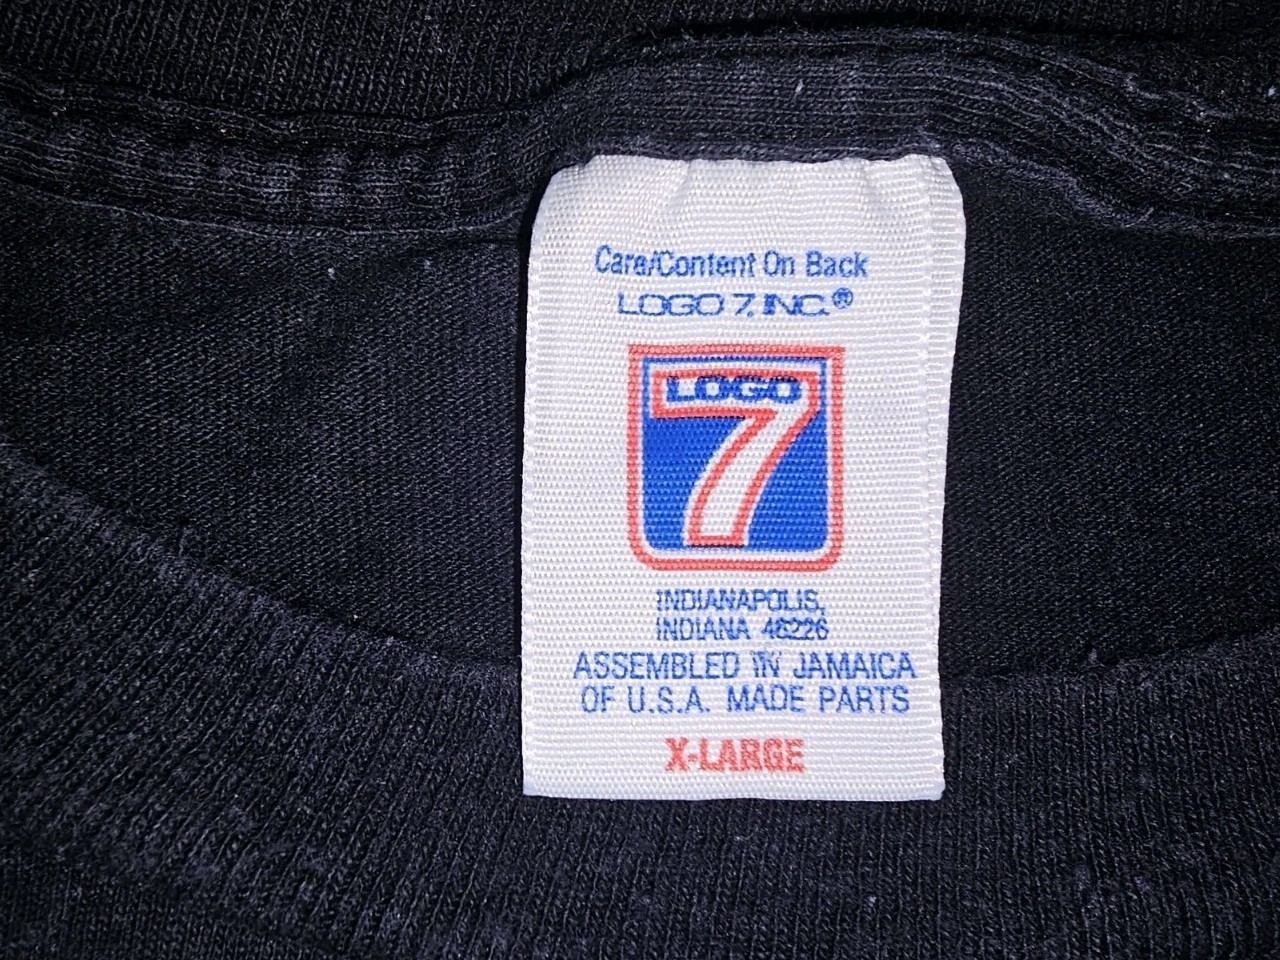 Care/Content On Back
LOGO 7, INC.®
LOGO
7
INDIANAPOLIS,
INDIANA 46226
ASSEMBLED IN JAMAICA
OF U.S.A. MADE PARTS
X-LARGE